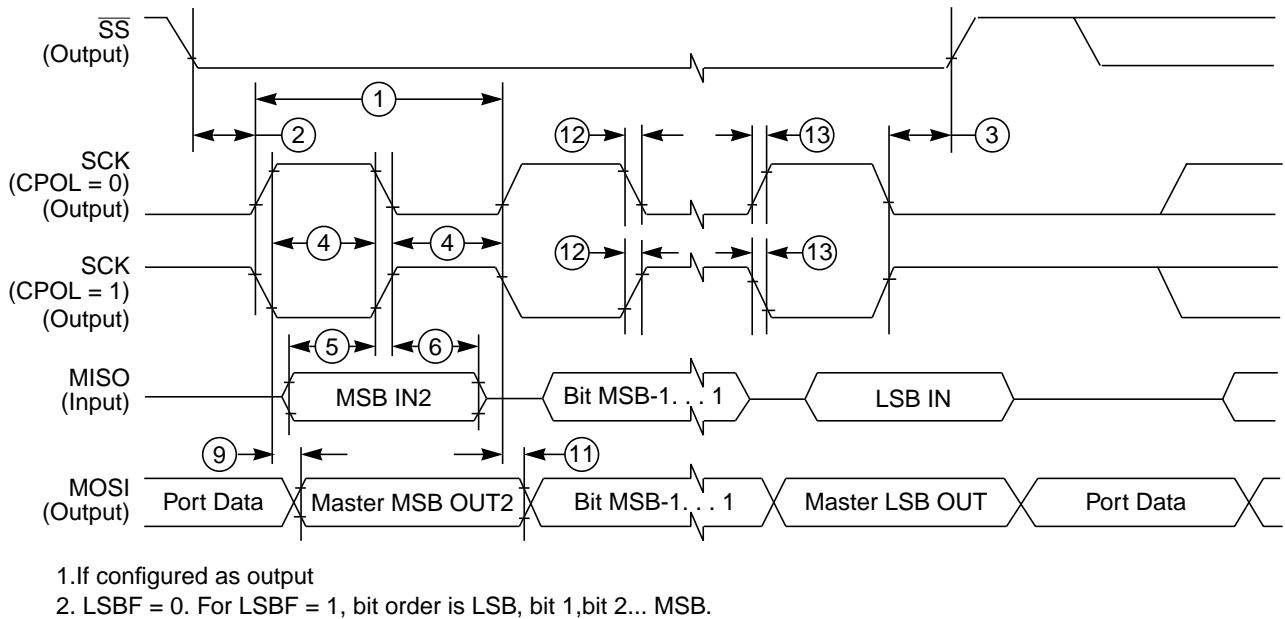 SS
(Output)
1
2
12
13
3
SCK
(CPOL = 0)
(Output)
4
4
12
13
SCK
(CPOL = 1)
(Output)
5
6
MISO
(Input)
MSB IN2
Bit MSB-1. . . 1
LSB IN
9
11
MOSI
(Output)
Port Data
Master MSB OUT2
Bit MSB-1. . . 1
Master LSB OUT
Port Data
1.If configured as output
2. LSBF = 0. For LSBF = 1, bit order is LSB, bit 1,bit 2... MSB.